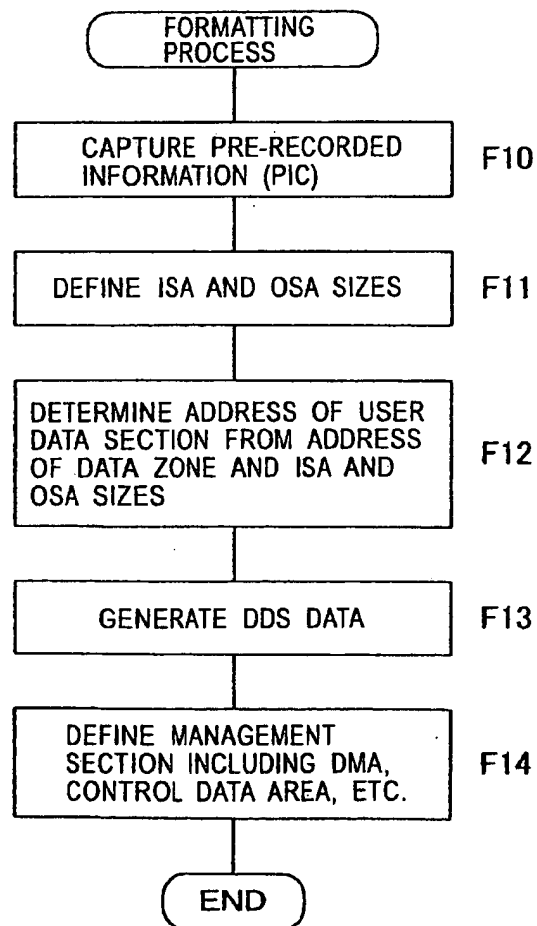 FORMATTING
PROCESS
CAPTURE PRE-RECORDED
INFORMATION (PIC)
F10
DEFINE ISA AND OSA SIZES
F11
DETERMINE ADDRESS OF USER
DATA SECTION FROM ADDRESS
OF DATA ZONE AND ISA AND
OSA SIZES
F12
GENERATE DDS DATA
F13
DEFINE MANAGEMENT
SECTION INCLUDING DMA,
CONTROL DATA AREA, ETC.
F14
END